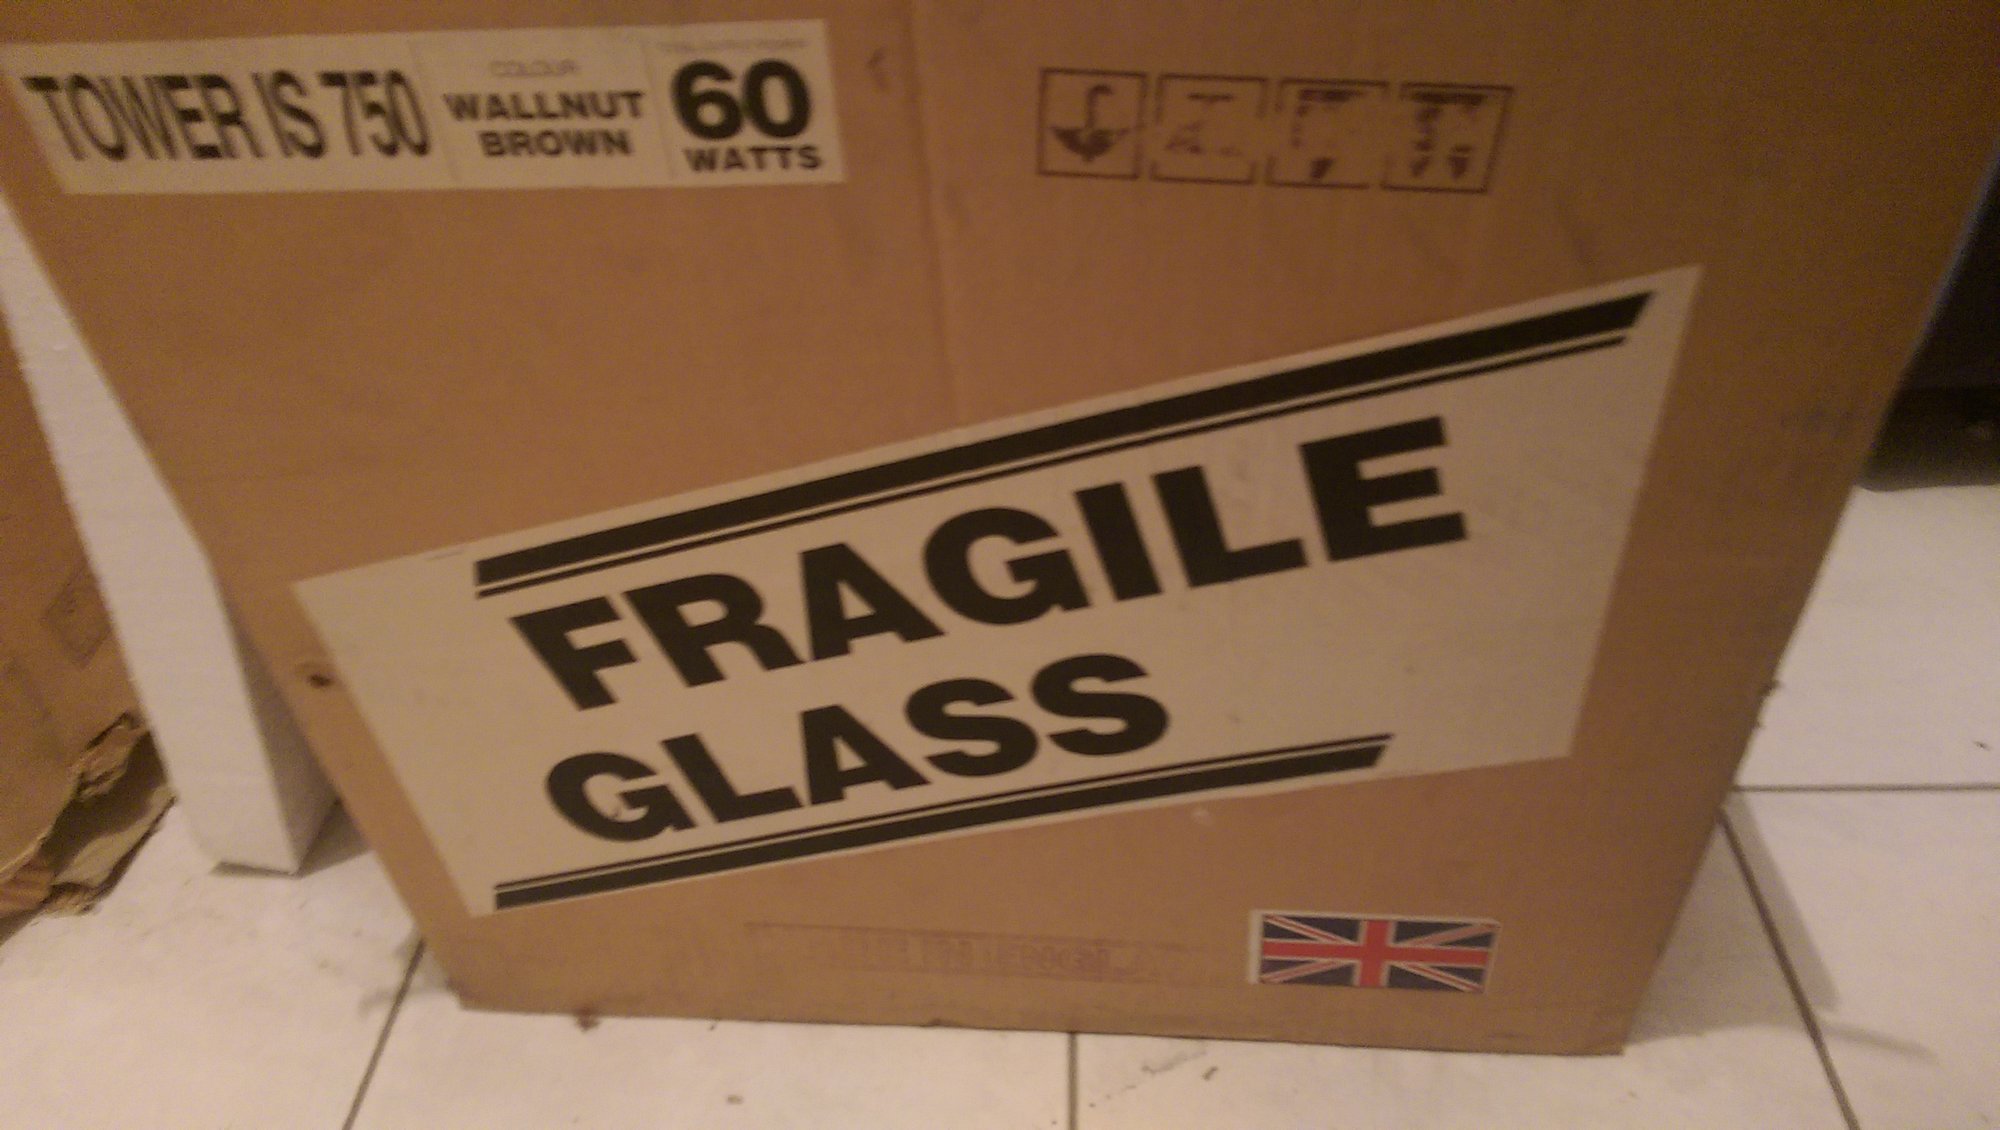 TOWER IS 750
COLOUR
WALLNUT
BROWN
60
WATTS
FRAGILE
GLASS